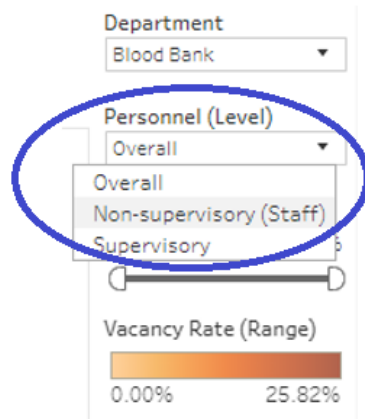 Department
Blood Bank
Personnel (Level)
Overall
Overall
Non-supervisory (Staff)
Supervisory
Vacancy Rate (Range)
0.00% 25.82%